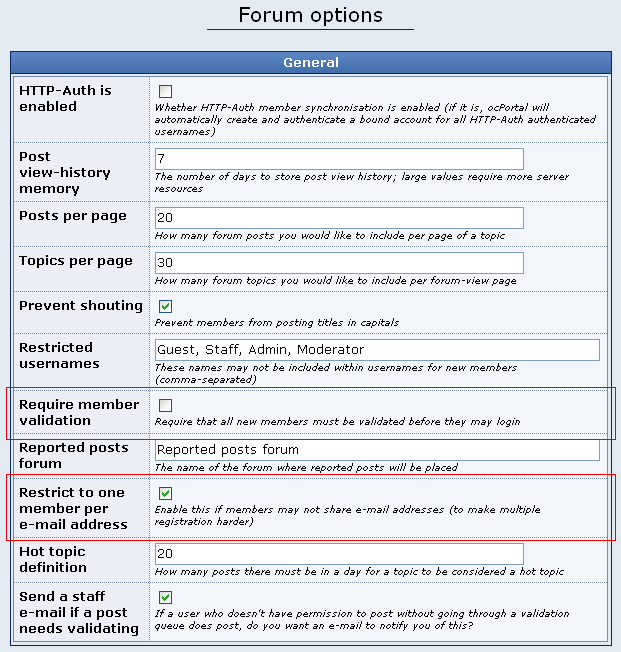 Forum options
General
HTTP-Auth is
enabled
Whether HTTP-Auth member synchronisation is enabled (if it is, ocPortal will
automatically create and authenticate a bound account for all HTTP-Auth authenticated
usernames)
Post
view-history
memory
7
The number of days to store post view history; large values require more server
resources
Posts per page
20
How many forum posts you would like to include per page of a topic
Topics per page
30
How many forum topics you would like to include per forum-view page
Prevent shouting
Prevent members from posting titles in capitals
Restricted
usernames
Guest, Staff, Admin, Moderator
These names may not be included within usernames for new members
(comma-separated)
Require member
validation
Require that all new members must be validated before they may login
Reported posts
forum
Reported posts forum
The name of the forum where reported posts will be placed
Restrict to one
member per
e-mail address
Enable this if members may not share e-mail addresses (to make multiple
registration harder)
Hot topic
definition
20
How many posts there must be in a day for a topic to be considered a hot topic
Send a staff
e-mail if a post
needs validating
If a user who doesn't have permission to post without going through a validation
queue does post, do you want an e-mail to notify you of this?